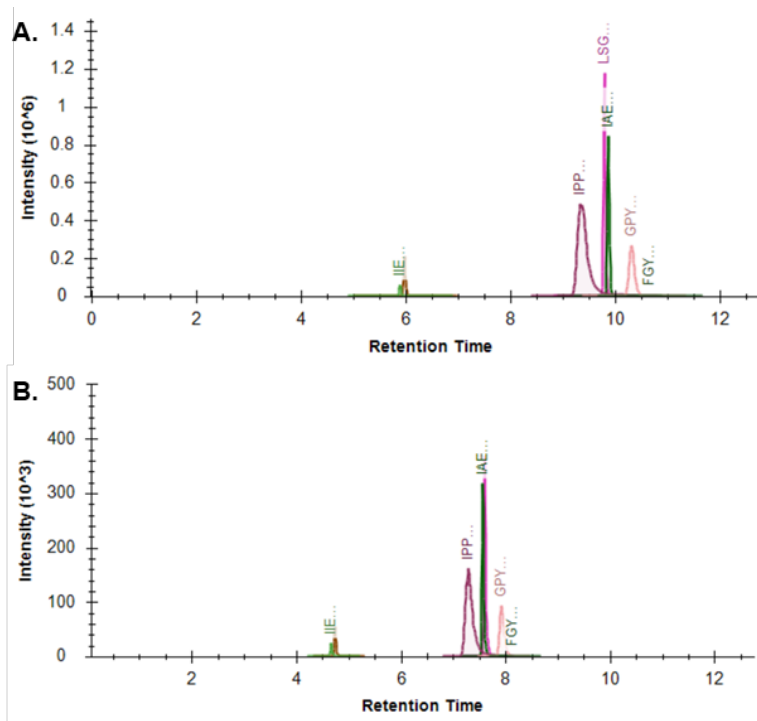 A.
Intensity (10^6)
1.4
1.2
1
0.8
0.6
0.4
0.2
0
IIE...
IPP...
LSG...
IAE...
GPY...
FGY...
0 2 4 6 8 10 12
Retention Time
B.
Intensity (10^3)
500
400
300
200
100
0
IIE...
IPP...
IAE...
GPY...
FGY...
2 4 6 8 10 12
Retention Time